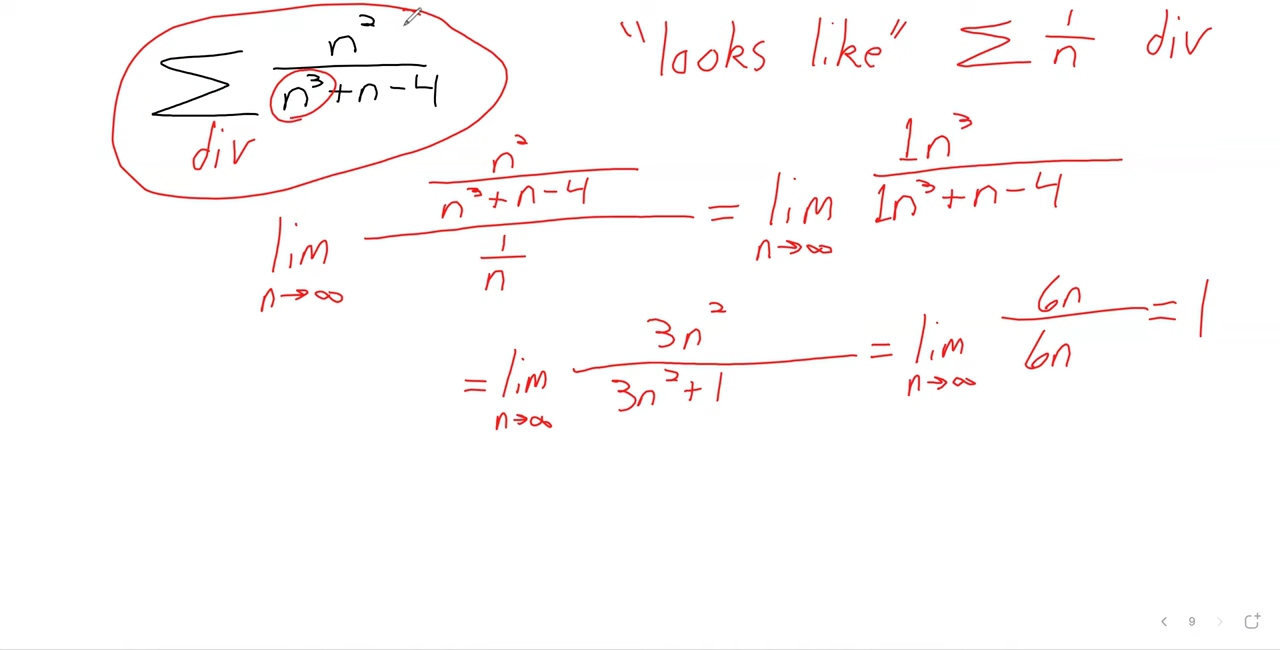 ∑ n²/(n³+n-4) "looks like" ∑ 1/n div
div
lim n→∞ (n²/(n³+n-4))/(1/n) = lim n→∞ 1n³/(1n³+n-4)
= lim n→∞ 3n²/(3n²+1) = lim n→∞ 6n/6n = 1
< 9 >